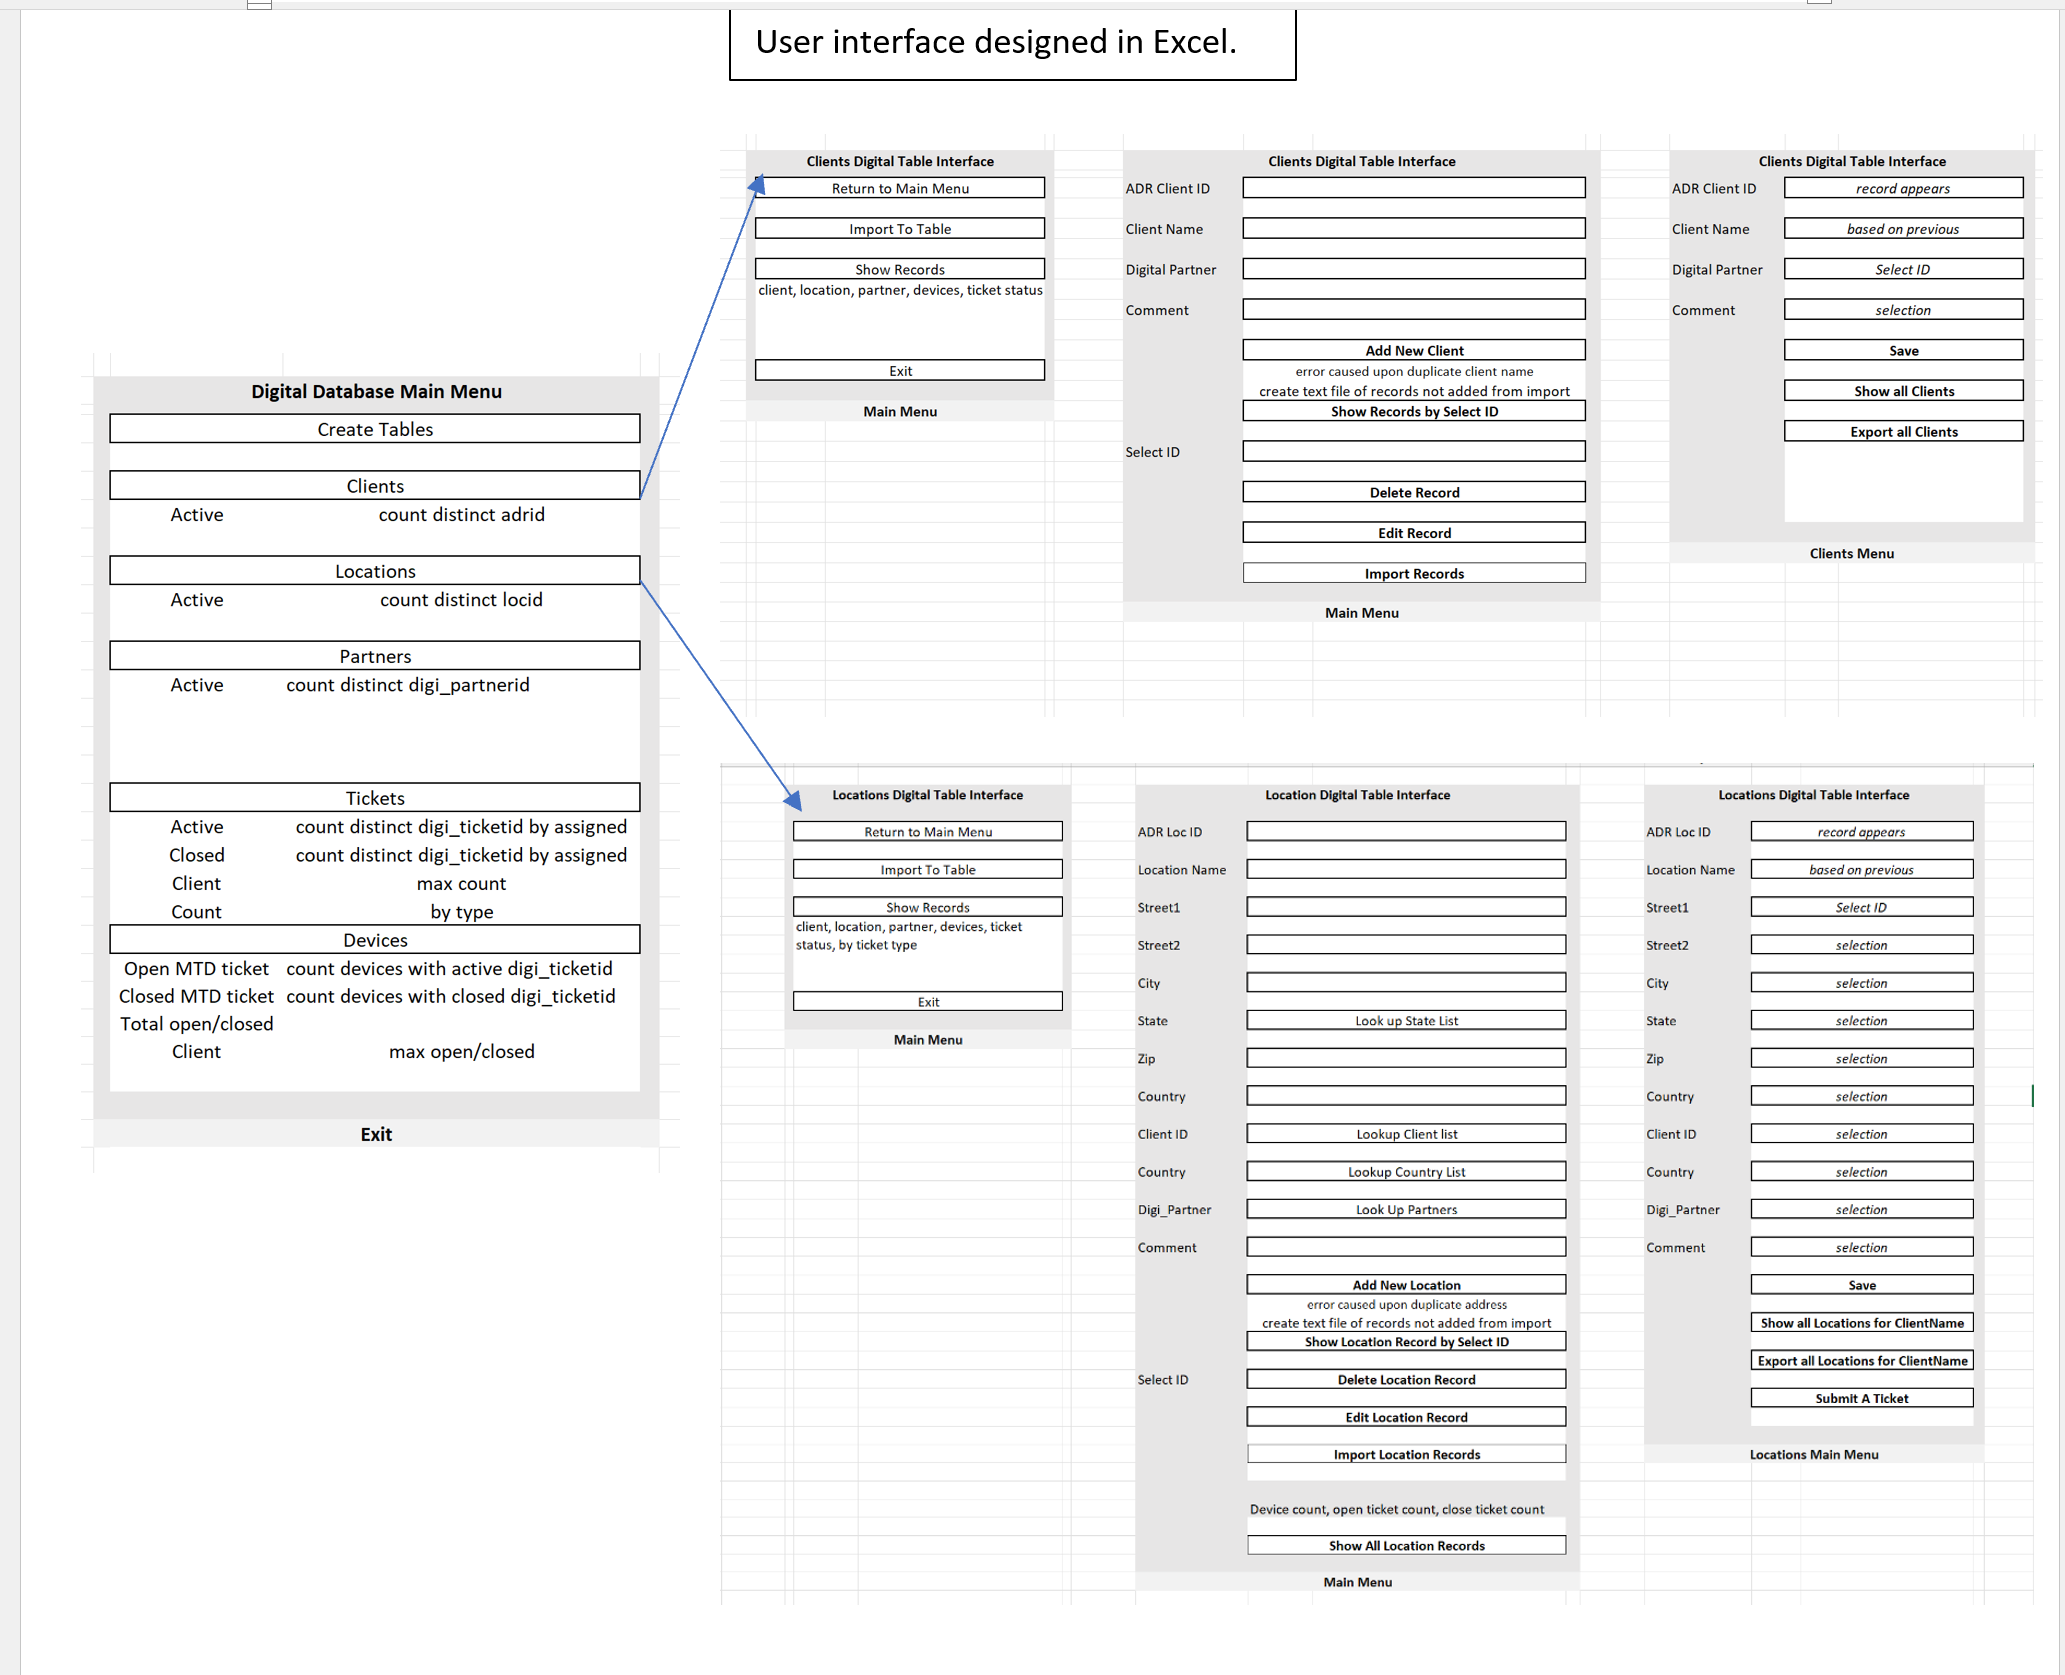 User interface designed in Excel.
Digital Database Main Menu
Create Tables
Clients
Active count distinct adrid
Locations
Active count distinct locid
Partners
Active count distinct digi_partnerid
Tickets
Active count distinct digi_ticketid by assigned
Closed count distinct digi_ticketid by assigned
Client max count
Count by type
Devices
Open MTD ticket count devices with active digi_ticketid
Closed MTD ticket count devices with closed digi_ticketid
Total open/closed
Client max open/closed
Exit
Clients Digital Table Interface
Return to Main Menu
Import To Table
Show Records
client, location, partner, devices, ticket status
Exit
Main Menu
Clients Digital Table Interface
ADR Client ID
Client Name
Digital Partner
Comment
Add New Client
error caused upon duplicate client name
create text file of records not added from import
Show Records by Select ID
Select ID
Delete Record
Edit Record
Import Records
Main Menu
Clients Digital Table Interface
ADR Client ID record appears
Client Name based on previous
Digital Partner Select ID
Comment selection
Save
Show all Clients
Export all Clients
Clients Menu
Locations Digital Table Interface
Return to Main Menu
Import To Table
Show Records
client, location, partner, devices, ticket
status, by ticket type
Exit
Main Menu
Location Digital Table Interface
ADR Loc ID
Location Name
Street1
Street2
City
State Look up State List
Zip
Country
Client ID Lookup Client list
Country Lookup Country List
Digi_Partner Look Up Partners
Comment
Add New Location
error caused upon duplicate address
create text file of records not added from import
Show Location Record by Select ID
Select ID Delete Location Record
Edit Location Record
Import Location Records
Device count, open ticket count, close ticket count
Show All Location Records
Main Menu
Locations Digital Table Interface
ADR Loc ID record appears
Location Name based on previous
Street1 Select ID
Street2 selection
City selection
State selection
Zip selection
Country selection
Client ID selection
Country selection
Digi_Partner selection
Comment selection
Save
Show all Locations for ClientName
Export all Locations for ClientName
Submit A Ticket
Locations Main Menu